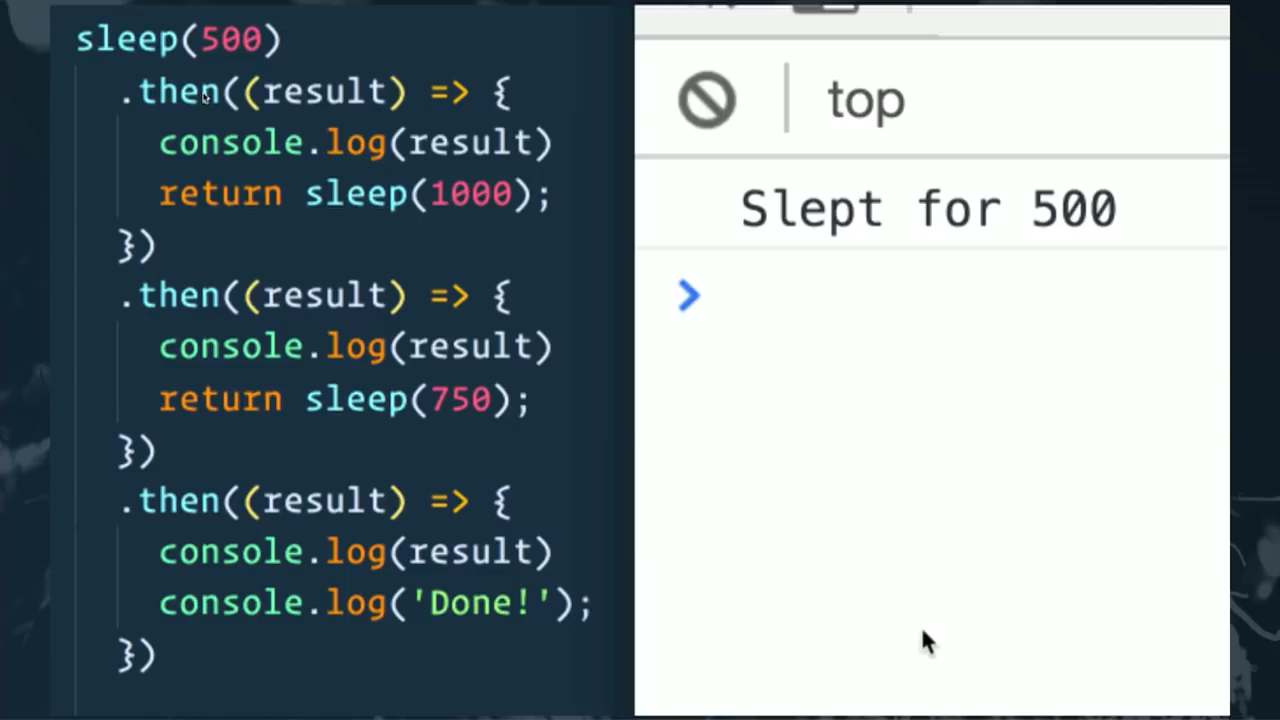 sleep(500)
.then((result) => {
console.log(result)
return sleep(1000);
})
.then((result) => {
console.log(result)
return sleep(750);
})
.then((result) => {
console.log(result)
console.log('Done!');
})
top
Slept for 500